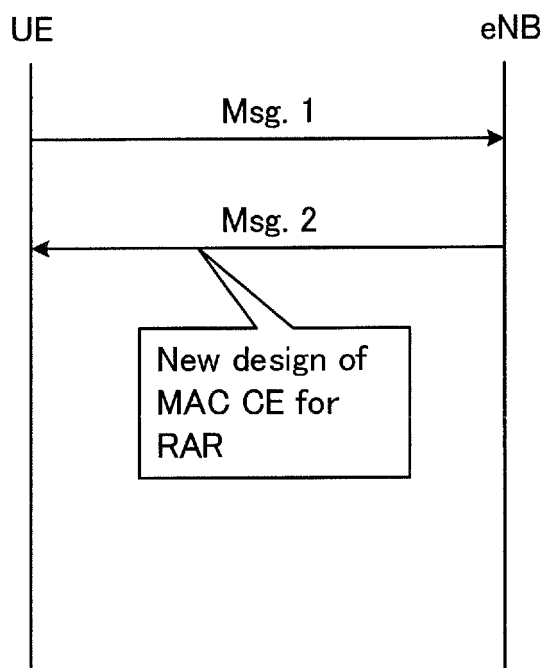 UE
eNB
Msg. 1
Msg. 2
New design of
MAC CE for
RAR